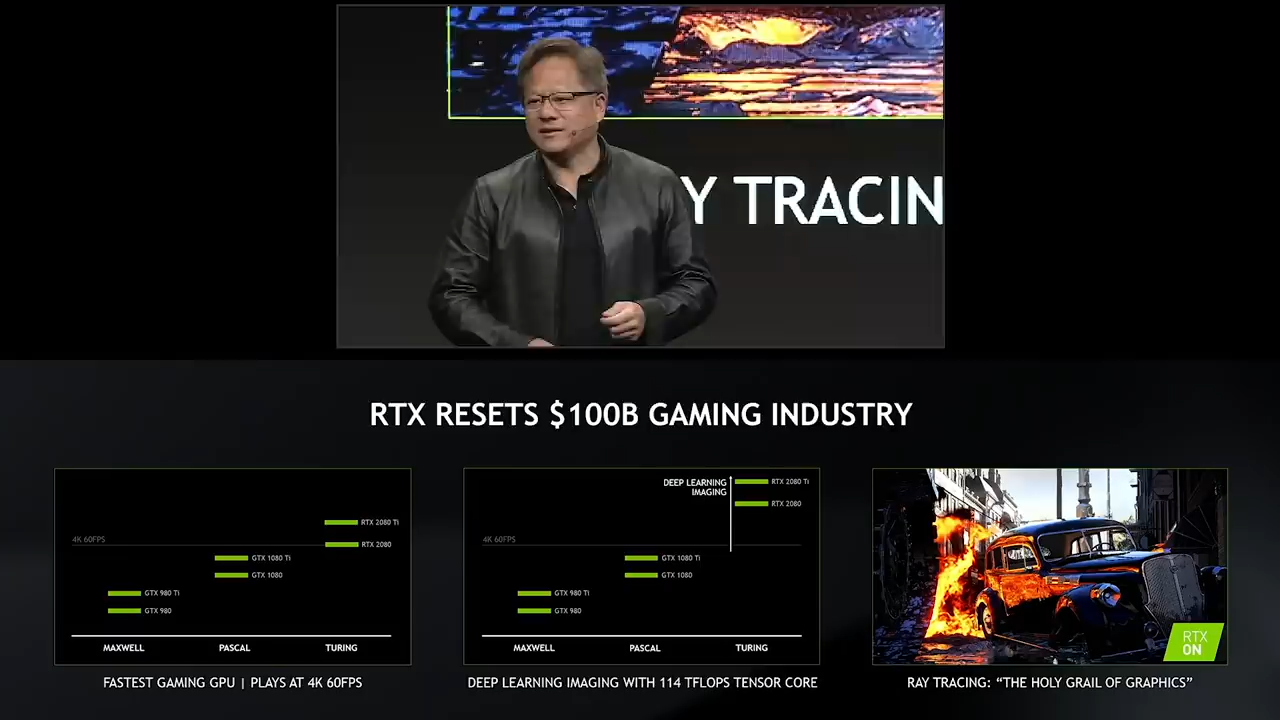 Y TRACIN
RTX RESETS $100B GAMING INDUSTRY
4K 60FPS
RTX 2080 Ti
RTX 2080
GTX 1080 Ti
GTX 1080
GTX 980 Ti
GTX 980
MAXWELL
PASCAL
TURING
FASTEST GAMING GPU | PLAYS AT 4K 60FPS
DEEP LEARNING
IMAGING
RTX 2080 Ti
RTX 2080
4K 60FPS
GTX 1080 Ti
GTX 1080
GTX 980 Ti
GTX 980
MAXWELL
PASCAL
TURING
DEEP LEARNING IMAGING WITH 114 TFLOPS TENSOR CORE
RTX
ON
RAY TRACING: “THE HOLY GRAIL OF GRAPHICS”